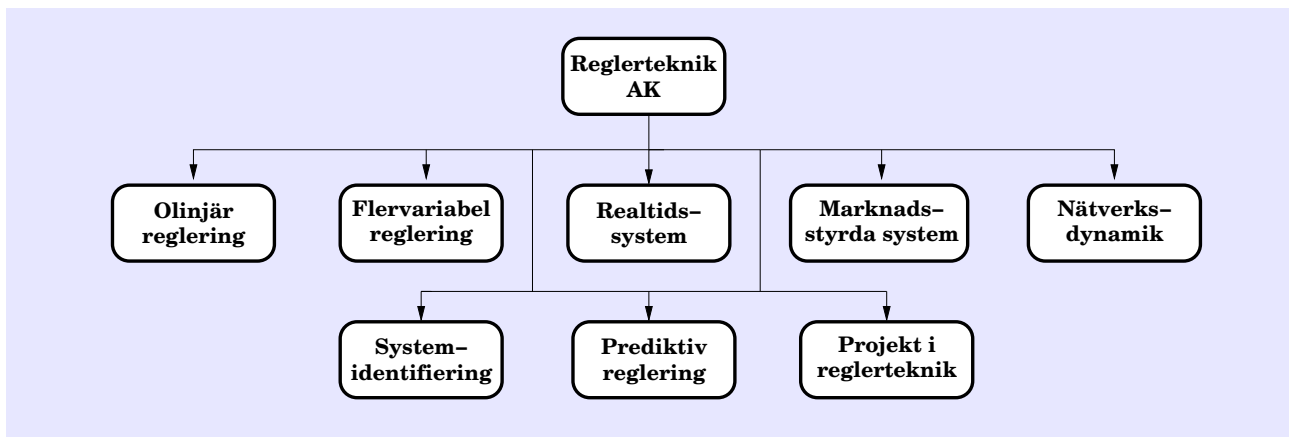 Reglerteknik
AK
Olinjär
reglering
Flervariabel
reglering
Realtids–
system
Marknads–
styrda system
Nätverks–
dynamik
System–
identifiering
Prediktiv
reglering
Projekt i
reglerteknik